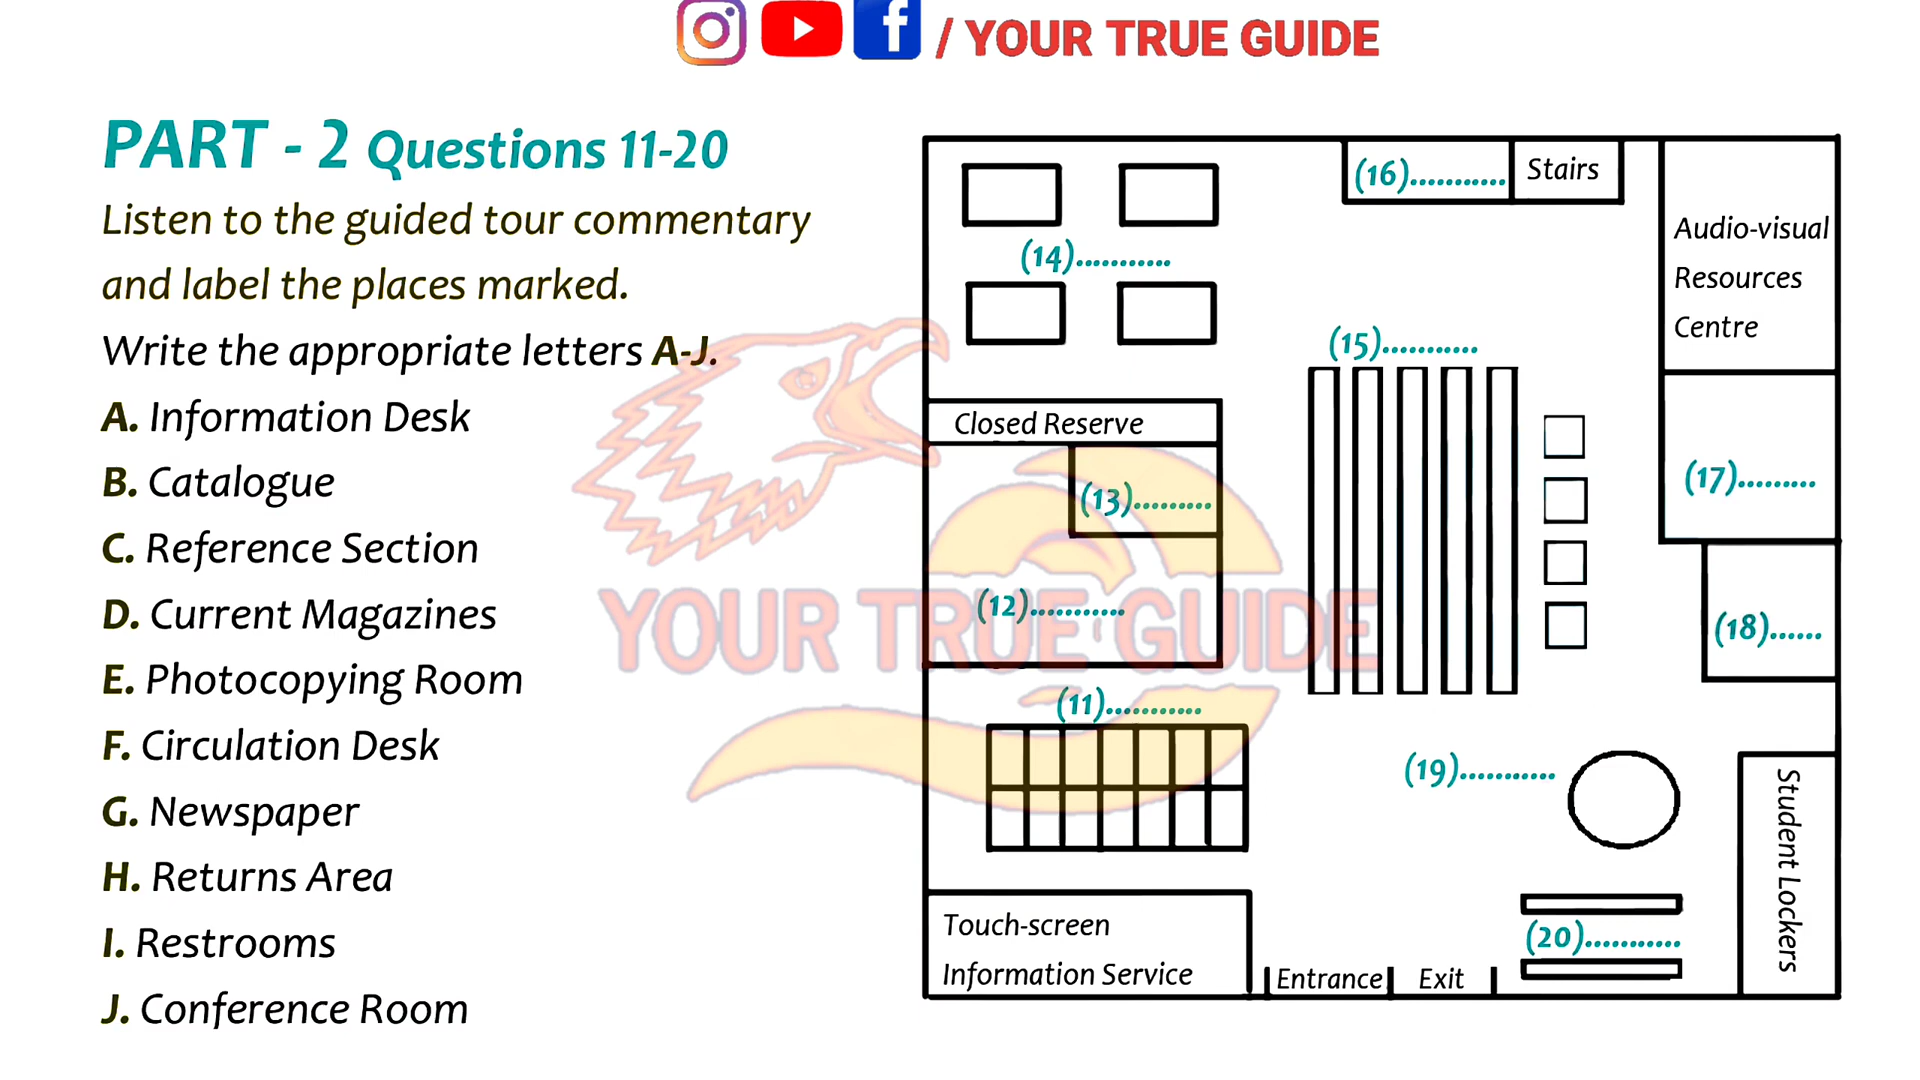 / YOUR TRUE GUIDE
PART - 2 Questions 11-20
Listen to the guided tour commentary
and label the places marked.
Write the appropriate letters A-J.
A. Information Desk
B. Catalogue
C. Reference Section
D. Current Magazines
E. Photocopying Room
F. Circulation Desk
G. Newspaper
H. Returns Area
I. Restrooms
J. Conference Room
(16)...........
Stairs
Audio-visual
Resources
Centre
(14)...........
(15)...........
Closed Reserve
(13).........
(17).........
(12)...........
(18)......
(11)...........
(19)...........
Student Lockers
Touch-screen
Information Service
(20)...........
Entrance
Exit
YOUR TRUE GUIDE